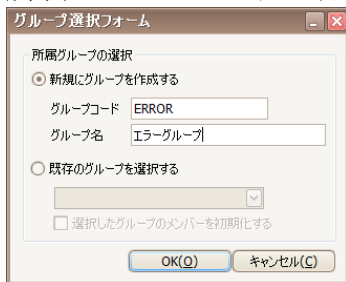 グループ選択フォーム
所属グループの選択
新規にグループを作成する
グループコード ERROR
グループ名 エラーグループ
既存のグループを選択する
選択したグループのメンバーを初期化する
OK(O) キャンセル(C)